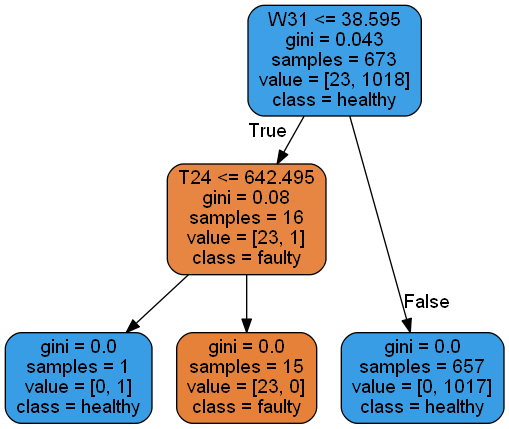 W31 <= 38.595
gini = 0.043
samples = 673
value = [23, 1018]
class = healthy
True
T24 <= 642.495
gini = 0.08
samples = 16
value = [23, 1]
class = faulty
False
gini = 0.0
samples = 1
value = [0, 1]
class = healthy
gini = 0.0
samples = 15
value = [23, 0]
class = faulty
gini = 0.0
samples = 657
value = [0, 1017]
class = healthy